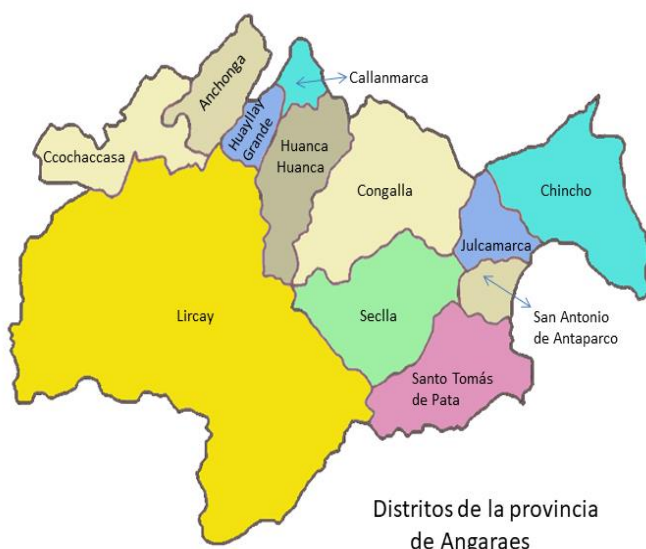 Anchonga
Callanmarca
Huayllay
Grande
Ccochaccasa
Huanca
Huanca
Congalla
Chincho
Julcamarca
Lircay
Seclla
San Antonio
de Antaparco
Santo Tomás
de Pata
Distritos de la provincia
de Angaraes